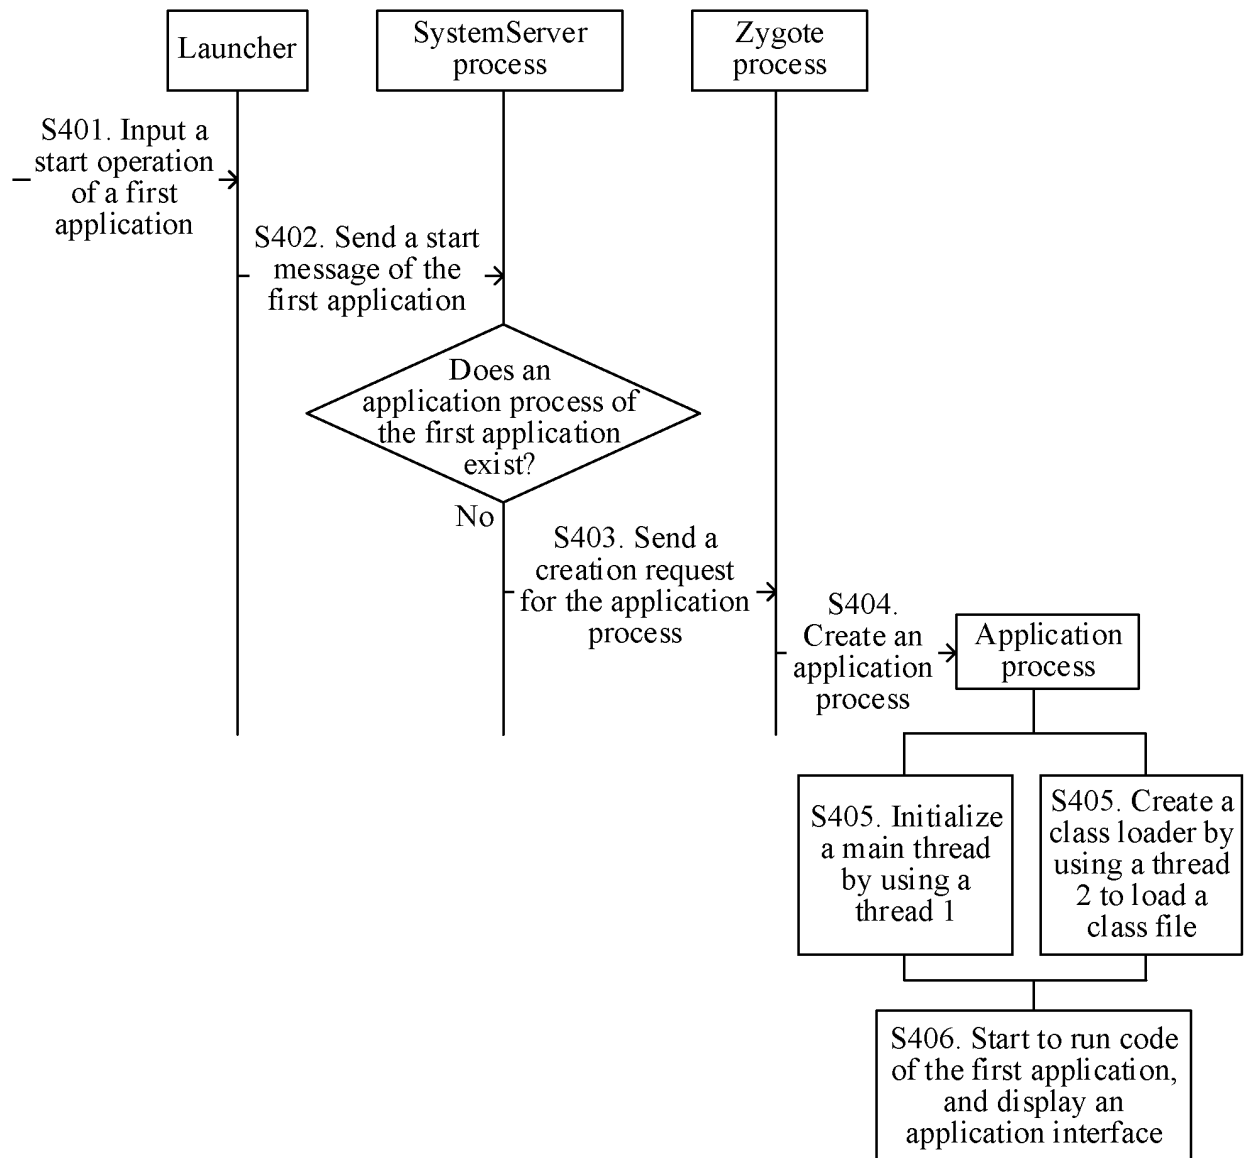 Launcher
SystemServer
process
Zygote
process
S401. Input a
start operation
of a first
application
S402. Send a start
message of the
first application
Does an
application process of
the first application
exist?
No
S403. Send a
creation request
for the application
process
S404.
Create an
application
process
Application
process
S405. Initialize
a main thread
by using a
thread 1
S405. Create a
class loader by
using a thread
2 to load a
class file
S406. Start to run code
of the first application,
and display an
application interface